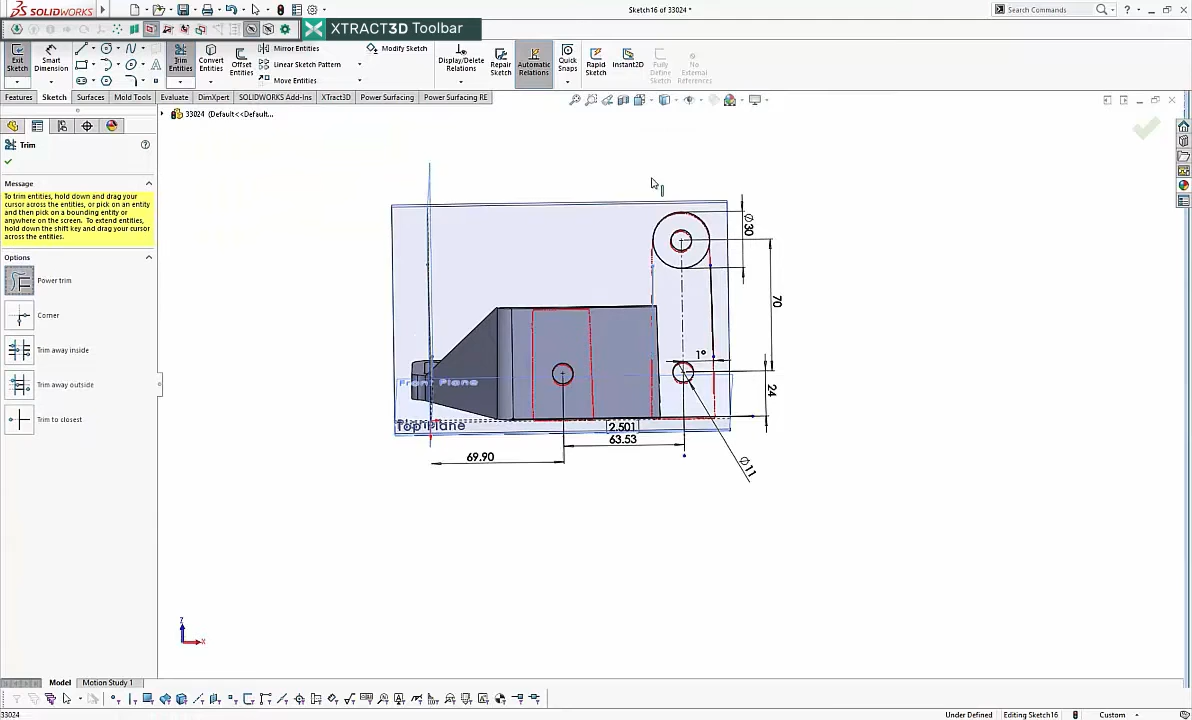 SOLIDWORKS
Sketch16 of 33024 *
Search Commands
XTRACT3D Toolbar
Exit Sketch
Smart Dimension
Trim Entities
Convert Entities
Offset Entities
Mirror Entities
Linear Sketch Pattern
Move Entities
Modify Sketch
Display/Delete Relations
Repair Sketch
Automatic Relations
Quick Snaps
Rapid Sketch
Instant2D
Fully Define Sketch
No External References
Features
Sketch
Surfaces
Mold Tools
Evaluate
DimXpert
SOLIDWORKS Add-Ins
XTract3D
Power Surfacing
Power Surfacing RE
33024 (Default<<Default...
Trim
Message
To trim entities, hold down and drag your
cursor across the entities, or pick on an entity
and then pick on a bounding entity or
anywhere on the screen. To extend entities,
hold down the shift key and drag your cursor
across the entities.
Options
Power trim
Corner
Trim away inside
Trim away outside
Trim to closest
Ø30
70
1°
24
Front Plane
Top Plane
2.501
63.53
69.90
Ø11
Z
X
Model
Motion Study 1
33024
Under Defined
Editing Sketch16
Custom